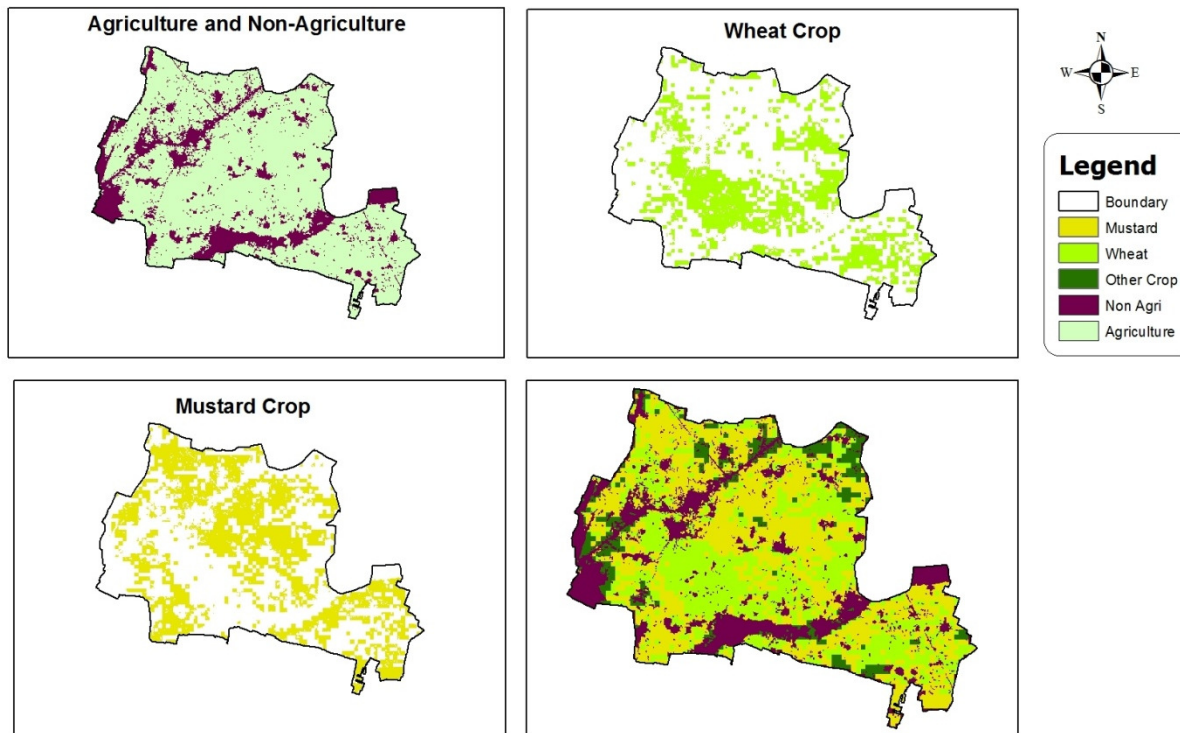 Agriculture and Non-Agriculture
Wheat Crop
N
W E
S
Legend
Boundary
Mustard
Wheat
Other Crop
Non Agri
Agriculture
Mustard Crop